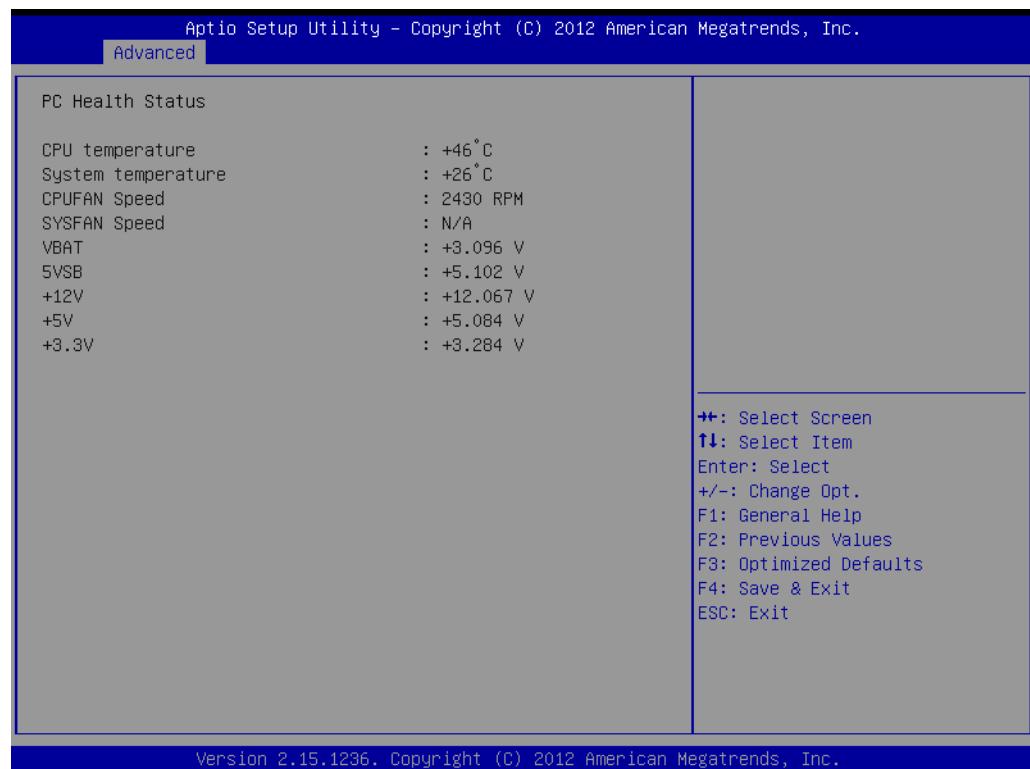 Aptio Setup Utility – Copyright (C) 2012 American Megatrends, Inc.
Advanced
PC Health Status
CPU temperature : +46°C
System temperature : +26°C
CPUFAN Speed : 2430 RPM
SYSFAN Speed : N/A
VBAT : +3.096 V
5VSB : +5.102 V
+12V : +12.067 V
+5V : +5.084 V
+3.3V : +3.284 V
→←: Select Screen
↑↓: Select Item
Enter: Select
+/-: Change Opt.
F1: General Help
F2: Previous Values
F3: Optimized Defaults
F4: Save & Exit
ESC: Exit
Version 2.15.1236. Copyright (C) 2012 American Megatrends, Inc.